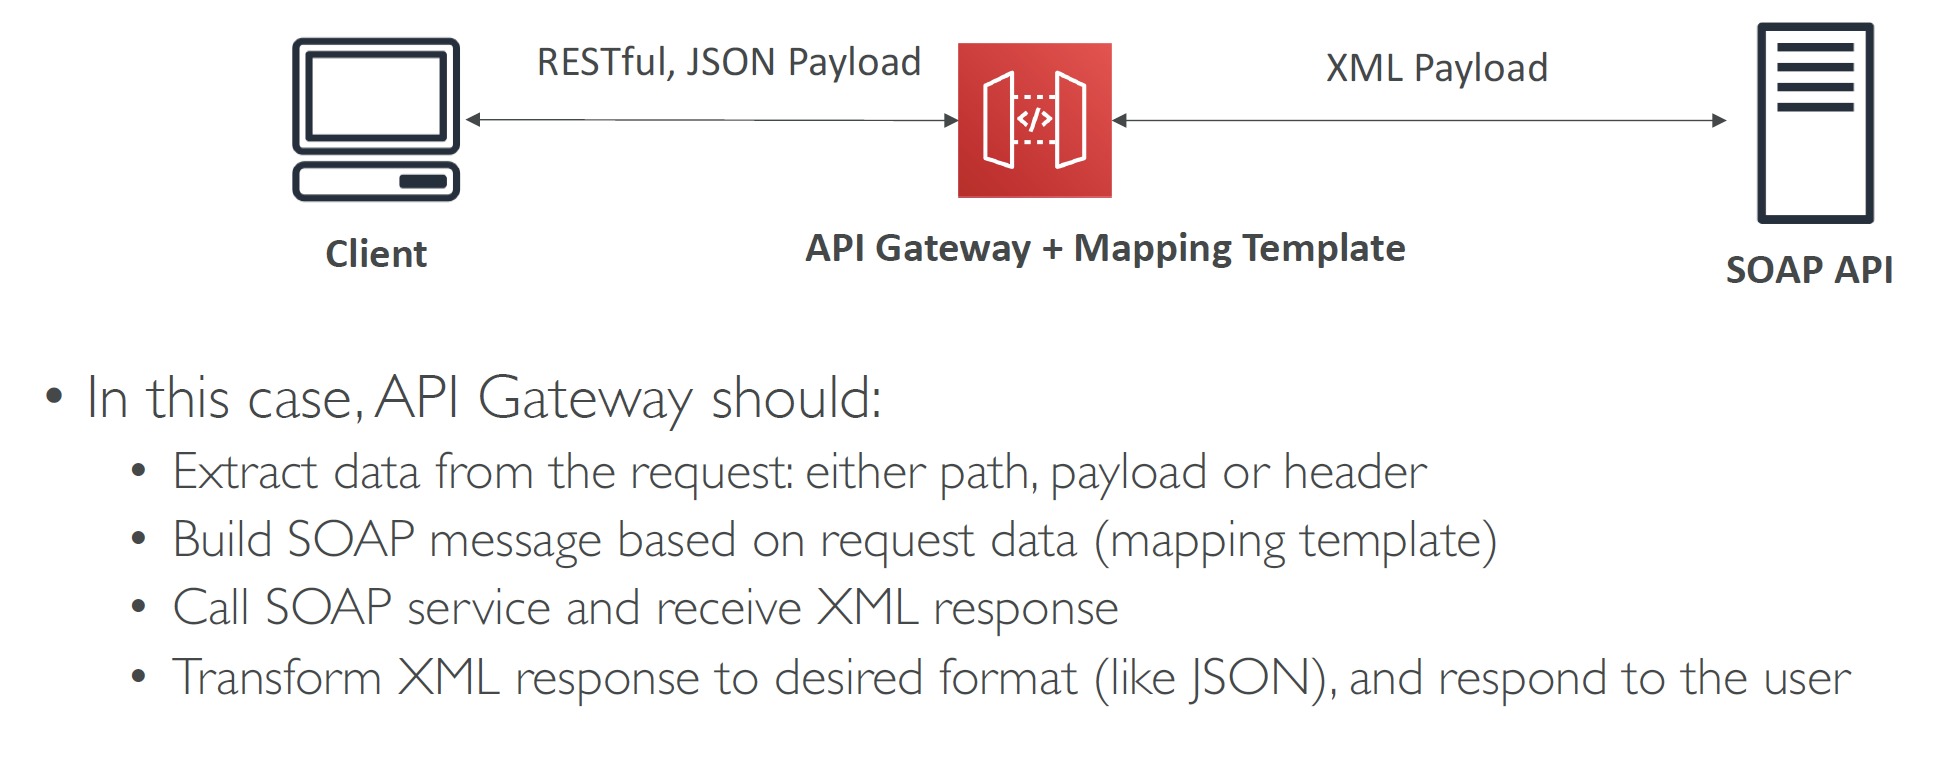 RESTful, JSON Payload
XML Payload
</>
Client
API Gateway + Mapping Template
SOAP API
• In this case, API Gateway should:
• Extract data from the request: either path, payload or header
• Build SOAP message based on request data (mapping template)
• Call SOAP service and receive XML response
• Transform XML response to desired format (like JSON), and respond to the user